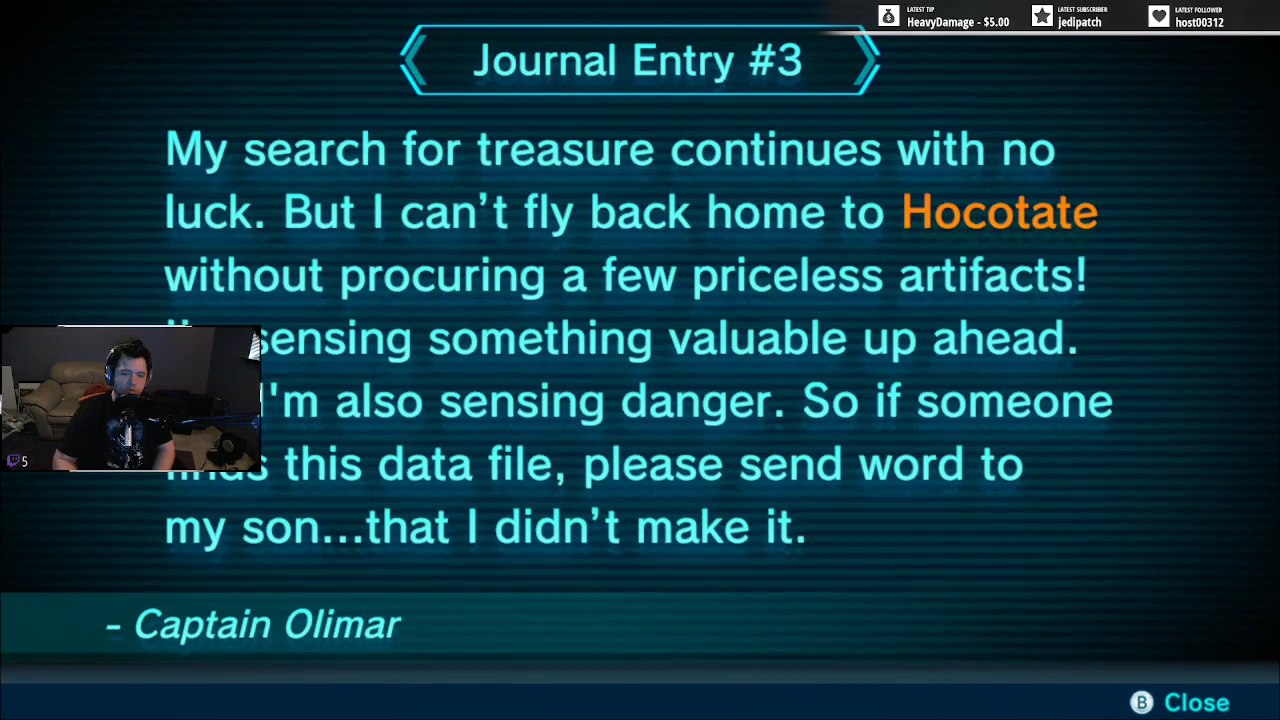 LATEST TIP
HeavyDamage - $5.00
LATEST SUBSCRIBER
jedipatch
LATEST FOLLOWER
host00312
Journal Entry #3
My search for treasure continues with no
luck. But I can't fly back home to Hocotate
without procuring a few priceless artifacts!
sensing something valuable up ahead.
I'm also sensing danger. So if someone
this data file, please send word to
my son...that I didn't make it.
5
- Captain Olimar
B Close